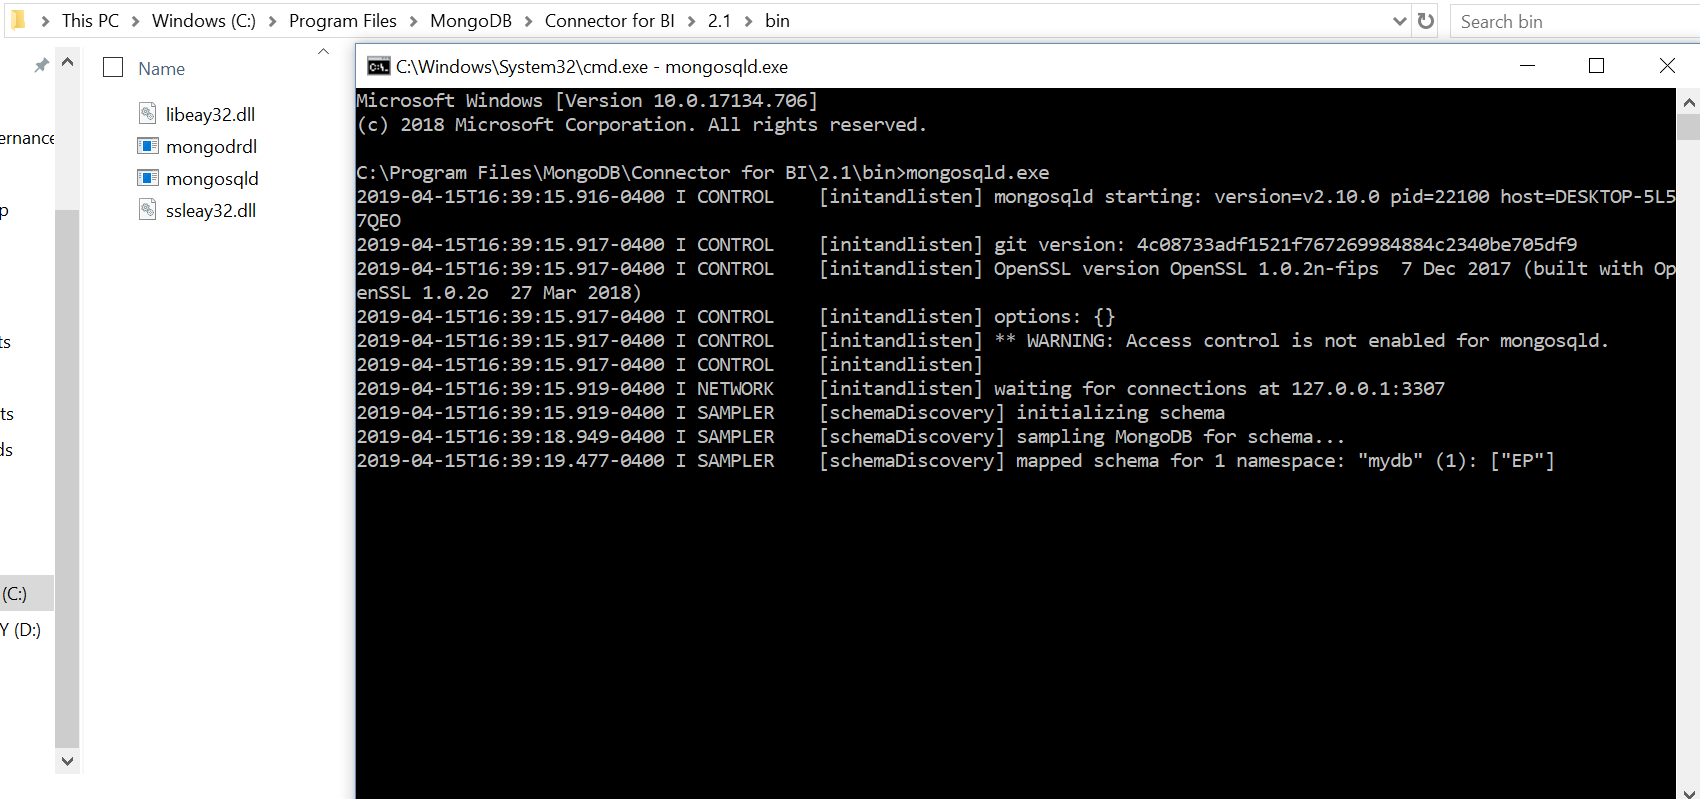 This PC > Windows (C:) > Program Files > MongoDB > Connector for BI > 2.1 > bin
Search bin
Name
libeay32.dll
mongodrdl
mongosqld
ssleay32.dll
ernance
p
ts
ts
ds
(C:)
Y (D:)
C:\Windows\System32\cmd.exe - mongosqld.exe
Microsoft Windows [Version 10.0.17134.706]
(c) 2018 Microsoft Corporation. All rights reserved.
C:\Program Files\MongoDB\Connector for BI\2.1\bin>mongosqld.exe
2019-04-15T16:39:15.916-0400 I CONTROL    [initandlisten] mongosqld starting: version=v2.10.0 pid=22100 host=DESKTOP-5L5
7QEO
2019-04-15T16:39:15.917-0400 I CONTROL    [initandlisten] git version: 4c08733adf1521f767269984884c2340be705df9
2019-04-15T16:39:15.917-0400 I CONTROL    [initandlisten] OpenSSL version OpenSSL 1.0.2n-fips  7 Dec 2017 (built with Op
enSSL 1.0.2o  27 Mar 2018)
2019-04-15T16:39:15.917-0400 I CONTROL    [initandlisten] options: {}
2019-04-15T16:39:15.917-0400 I CONTROL    [initandlisten] ** WARNING: Access control is not enabled for mongosqld.
2019-04-15T16:39:15.917-0400 I CONTROL    [initandlisten]
2019-04-15T16:39:15.919-0400 I NETWORK    [initandlisten] waiting for connections at 127.0.0.1:3307
2019-04-15T16:39:15.919-0400 I SAMPLER    [schemaDiscovery] initializing schema
2019-04-15T16:39:18.949-0400 I SAMPLER    [schemaDiscovery] sampling MongoDB for schema...
2019-04-15T16:39:19.477-0400 I SAMPLER    [schemaDiscovery] mapped schema for 1 namespace: "mydb" (1): ["EP"]